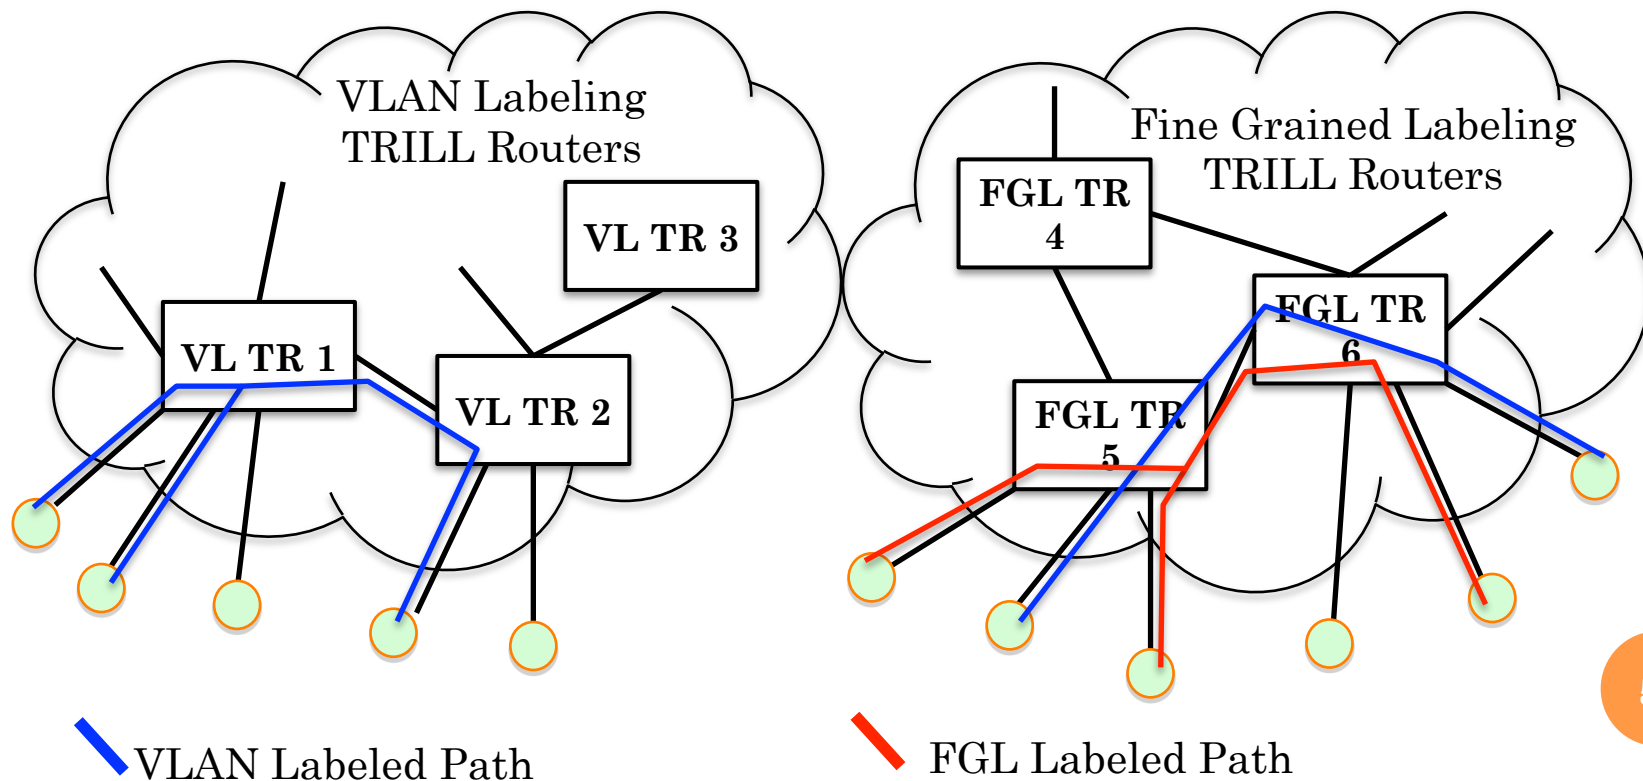 VLAN Labeling
TRILL Routers
VL TR 3
VL TR 1
VL TR 2
Fine Grained Labeling
TRILL Routers
FGL TR
4
FGL TR
6
FGL TR
5
VLAN Labeled Path
FGL Labeled Path